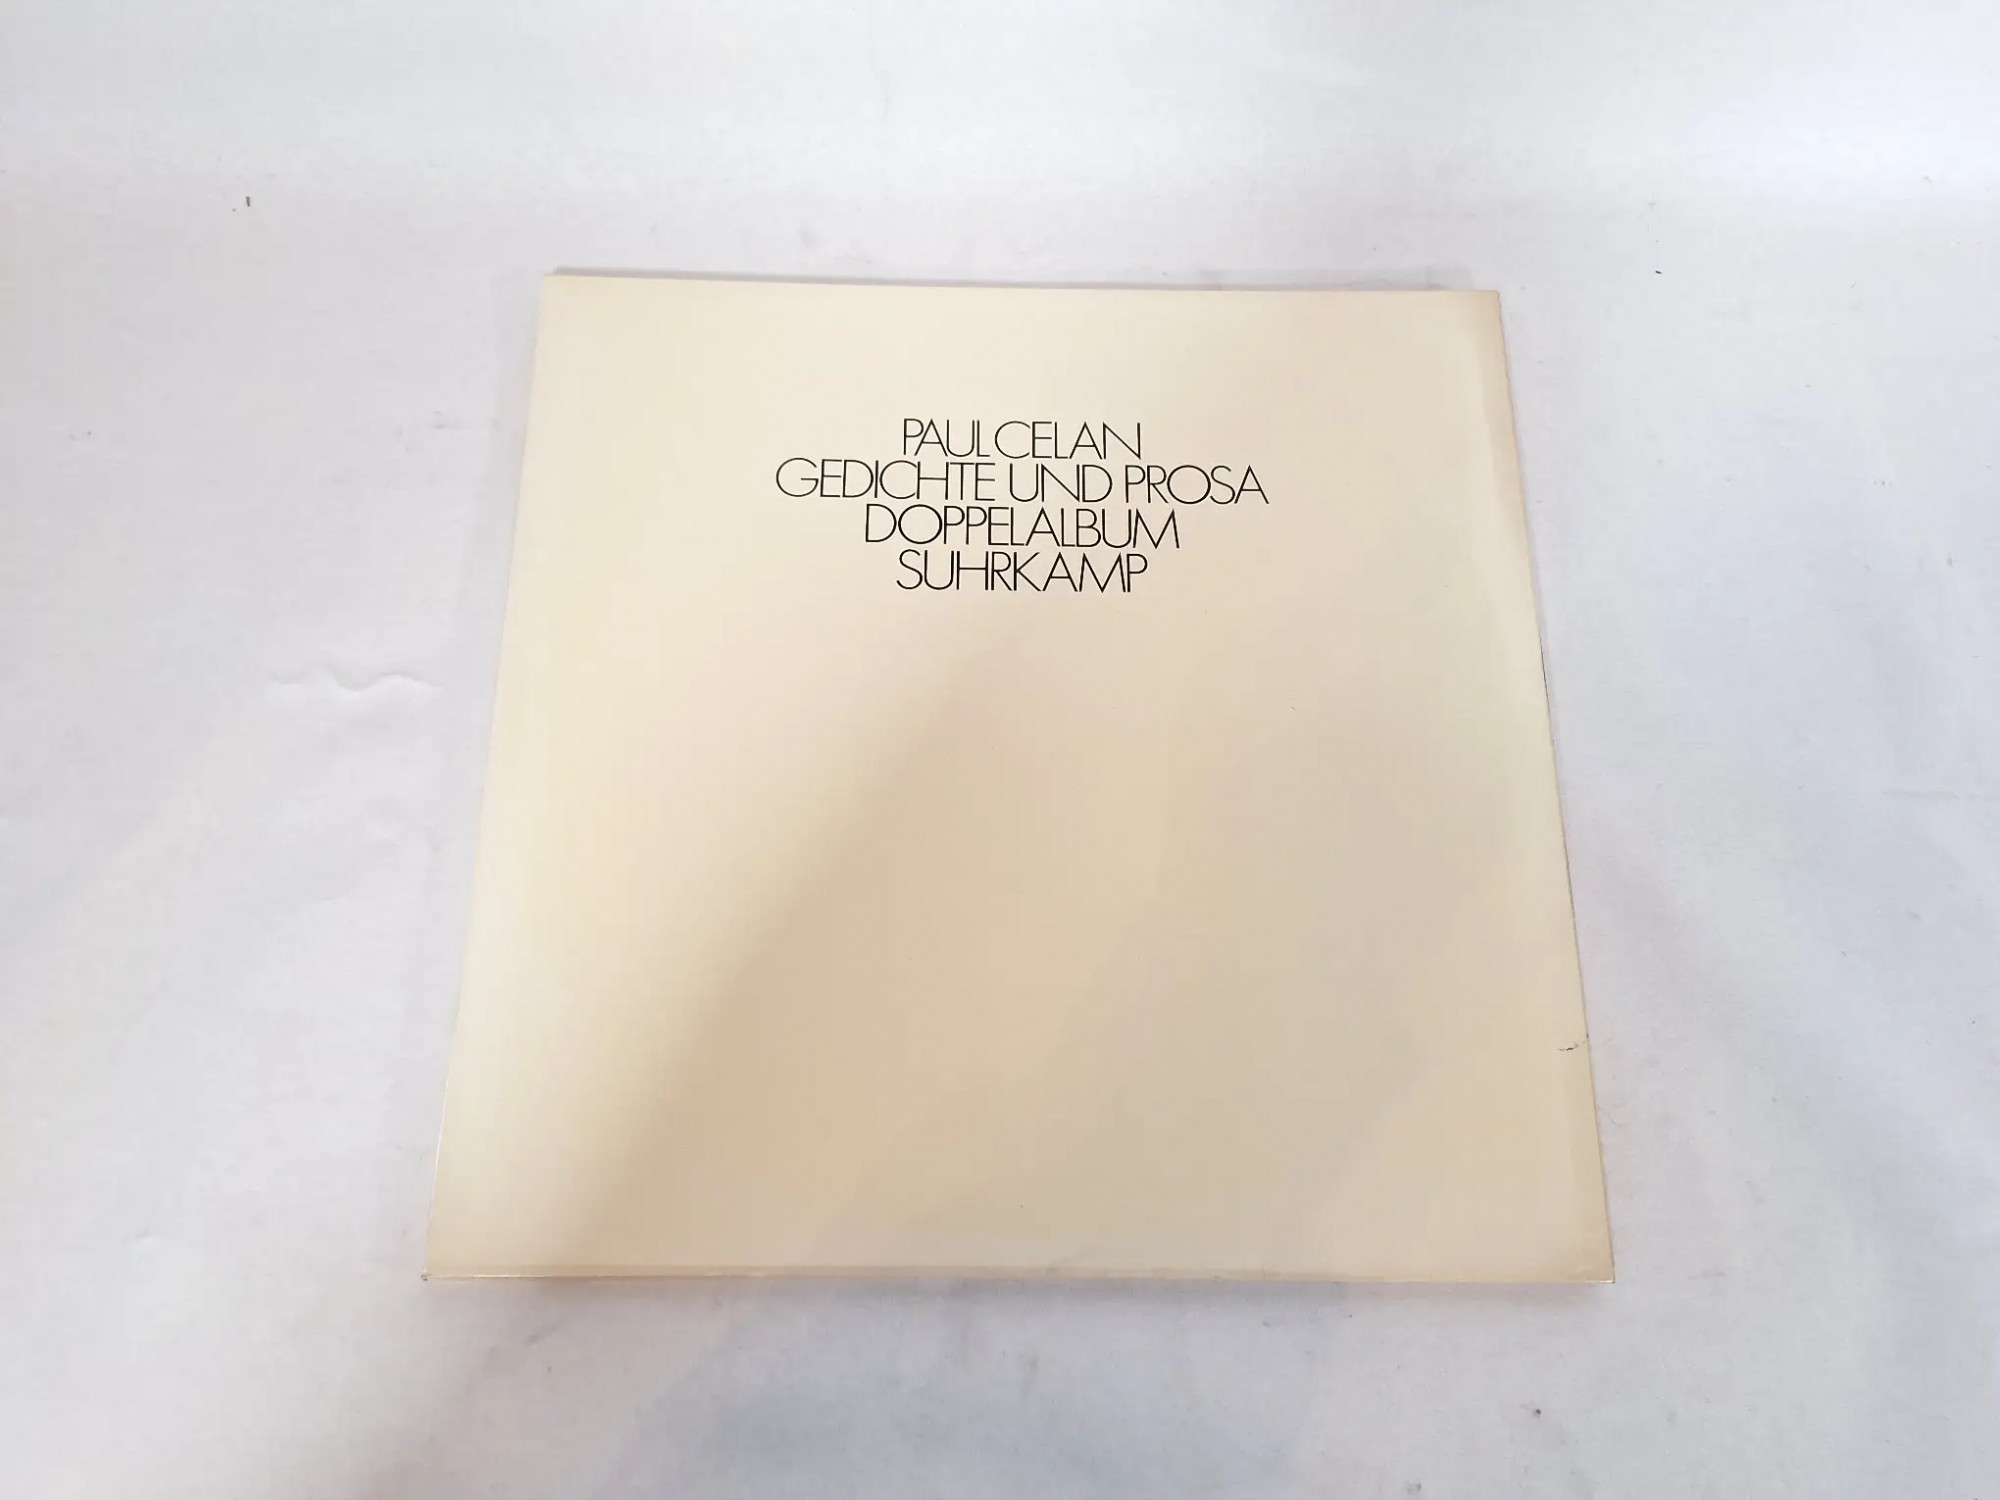 PAUL CELAN
GEDICHTE UND PROSA
DOPPELALBUM
SUHRKAMP